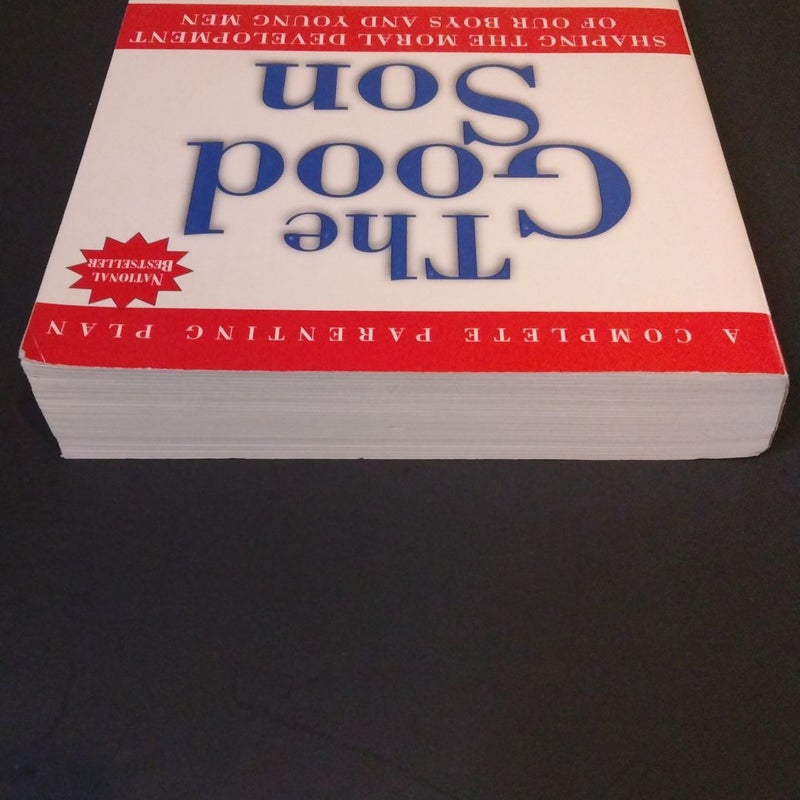 A COMPLETE PARENTING PLAN
NATIONAL
BESTSELLER
The
Good
Son
SHAPING THE MORAL DEVELOPMENT
OF OUR BOYS AND YOUNG MEN